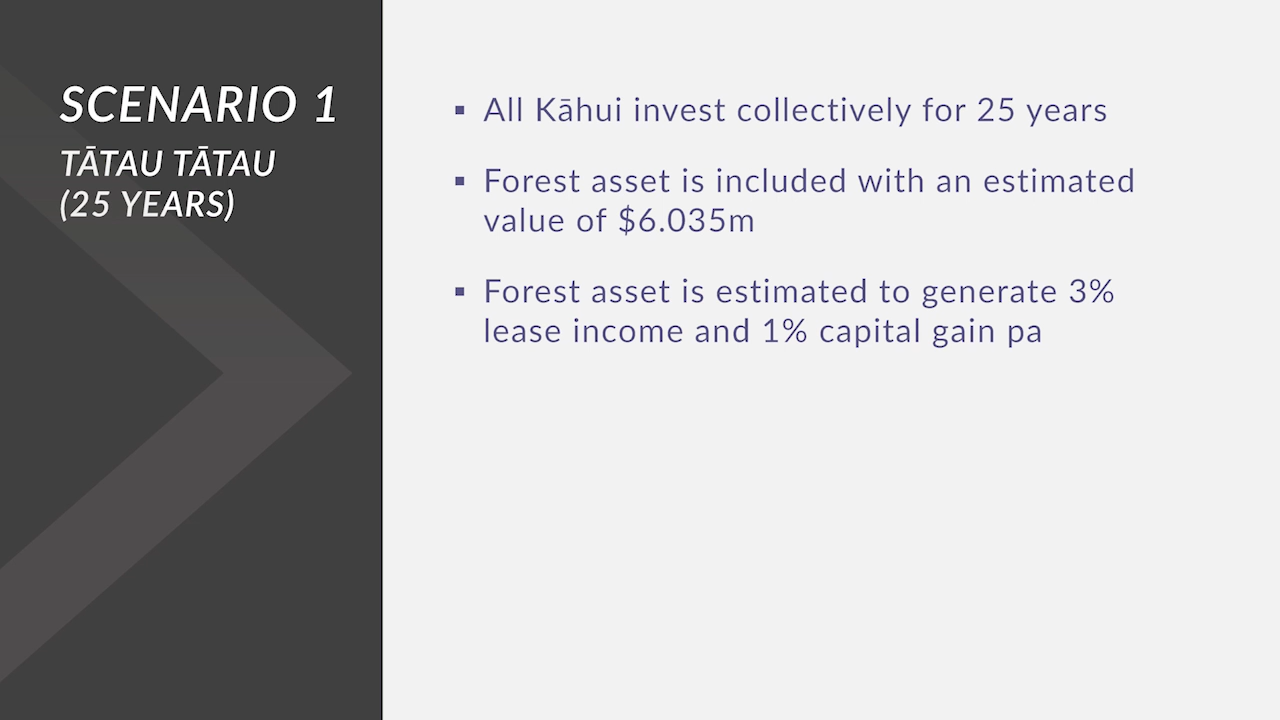 SCENARIO 1
TĀTAU TĀTAU
(25 YEARS)
▪ All Kāhui invest collectively for 25 years
▪ Forest asset is included with an estimated
value of $6.035m
▪ Forest asset is estimated to generate 3%
lease income and 1% capital gain pa